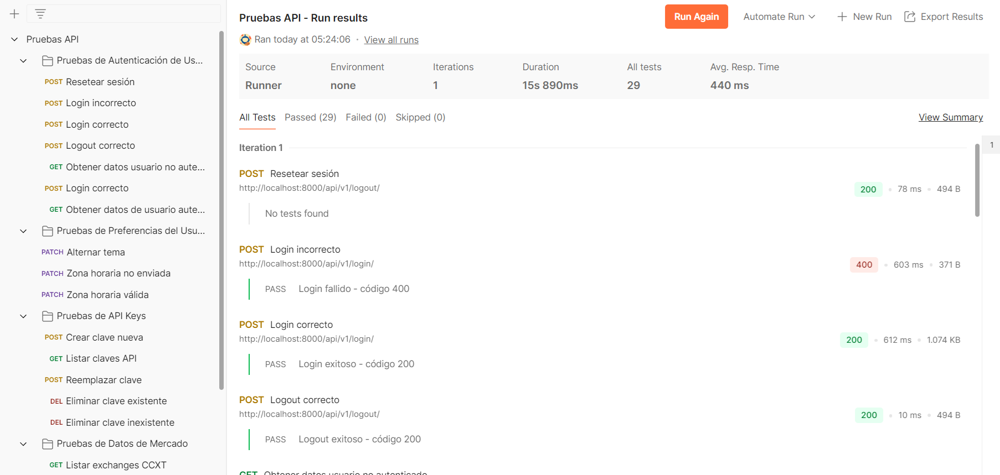 Pruebas API
Pruebas de Autenticación de Us...
POST Resetear sesión
POST Login incorrecto
POST Login correcto
POST Logout correcto
GET Obtener datos usuario no aute...
POST Login correcto
GET Obtener datos de usuario aute...
Pruebas de Preferencias del Usu...
PATCH Alternar tema
PATCH Zona horaria no enviada
PATCH Zona horaria válida
Pruebas de API Keys
POST Crear clave nueva
GET Listar claves API
POST Reemplazar clave
DEL Eliminar clave existente
DEL Eliminar clave inexistente
Pruebas de Datos de Mercado
GET Listar exchanges CCXT
Pruebas API - Run results
Run Again
Automate Run
New Run
Export Results
Ran today at 05:24:06 · View all runs
Source Environment Iterations Duration All tests Avg. Resp. Time
Runner none 1 15s 890ms 29 440 ms
All Tests Passed (29) Failed (0) Skipped (0) View Summary
Iteration 1
1
POST Resetear sesión
http://localhost:8000/api/v1/logout/
200 • 78 ms • 494 B
No tests found
POST Login incorrecto
http://localhost:8000/api/v1/login/
400 • 603 ms • 371 B
PASS Login fallido - código 400
POST Login correcto
http://localhost:8000/api/v1/login/
200 • 612 ms • 1.074 KB
PASS Login exitoso - código 200
POST Logout correcto
http://localhost:8000/api/v1/logout/
200 • 10 ms • 494 B
PASS Logout exitoso - código 200
GET Obtener datos usuario no autenticado